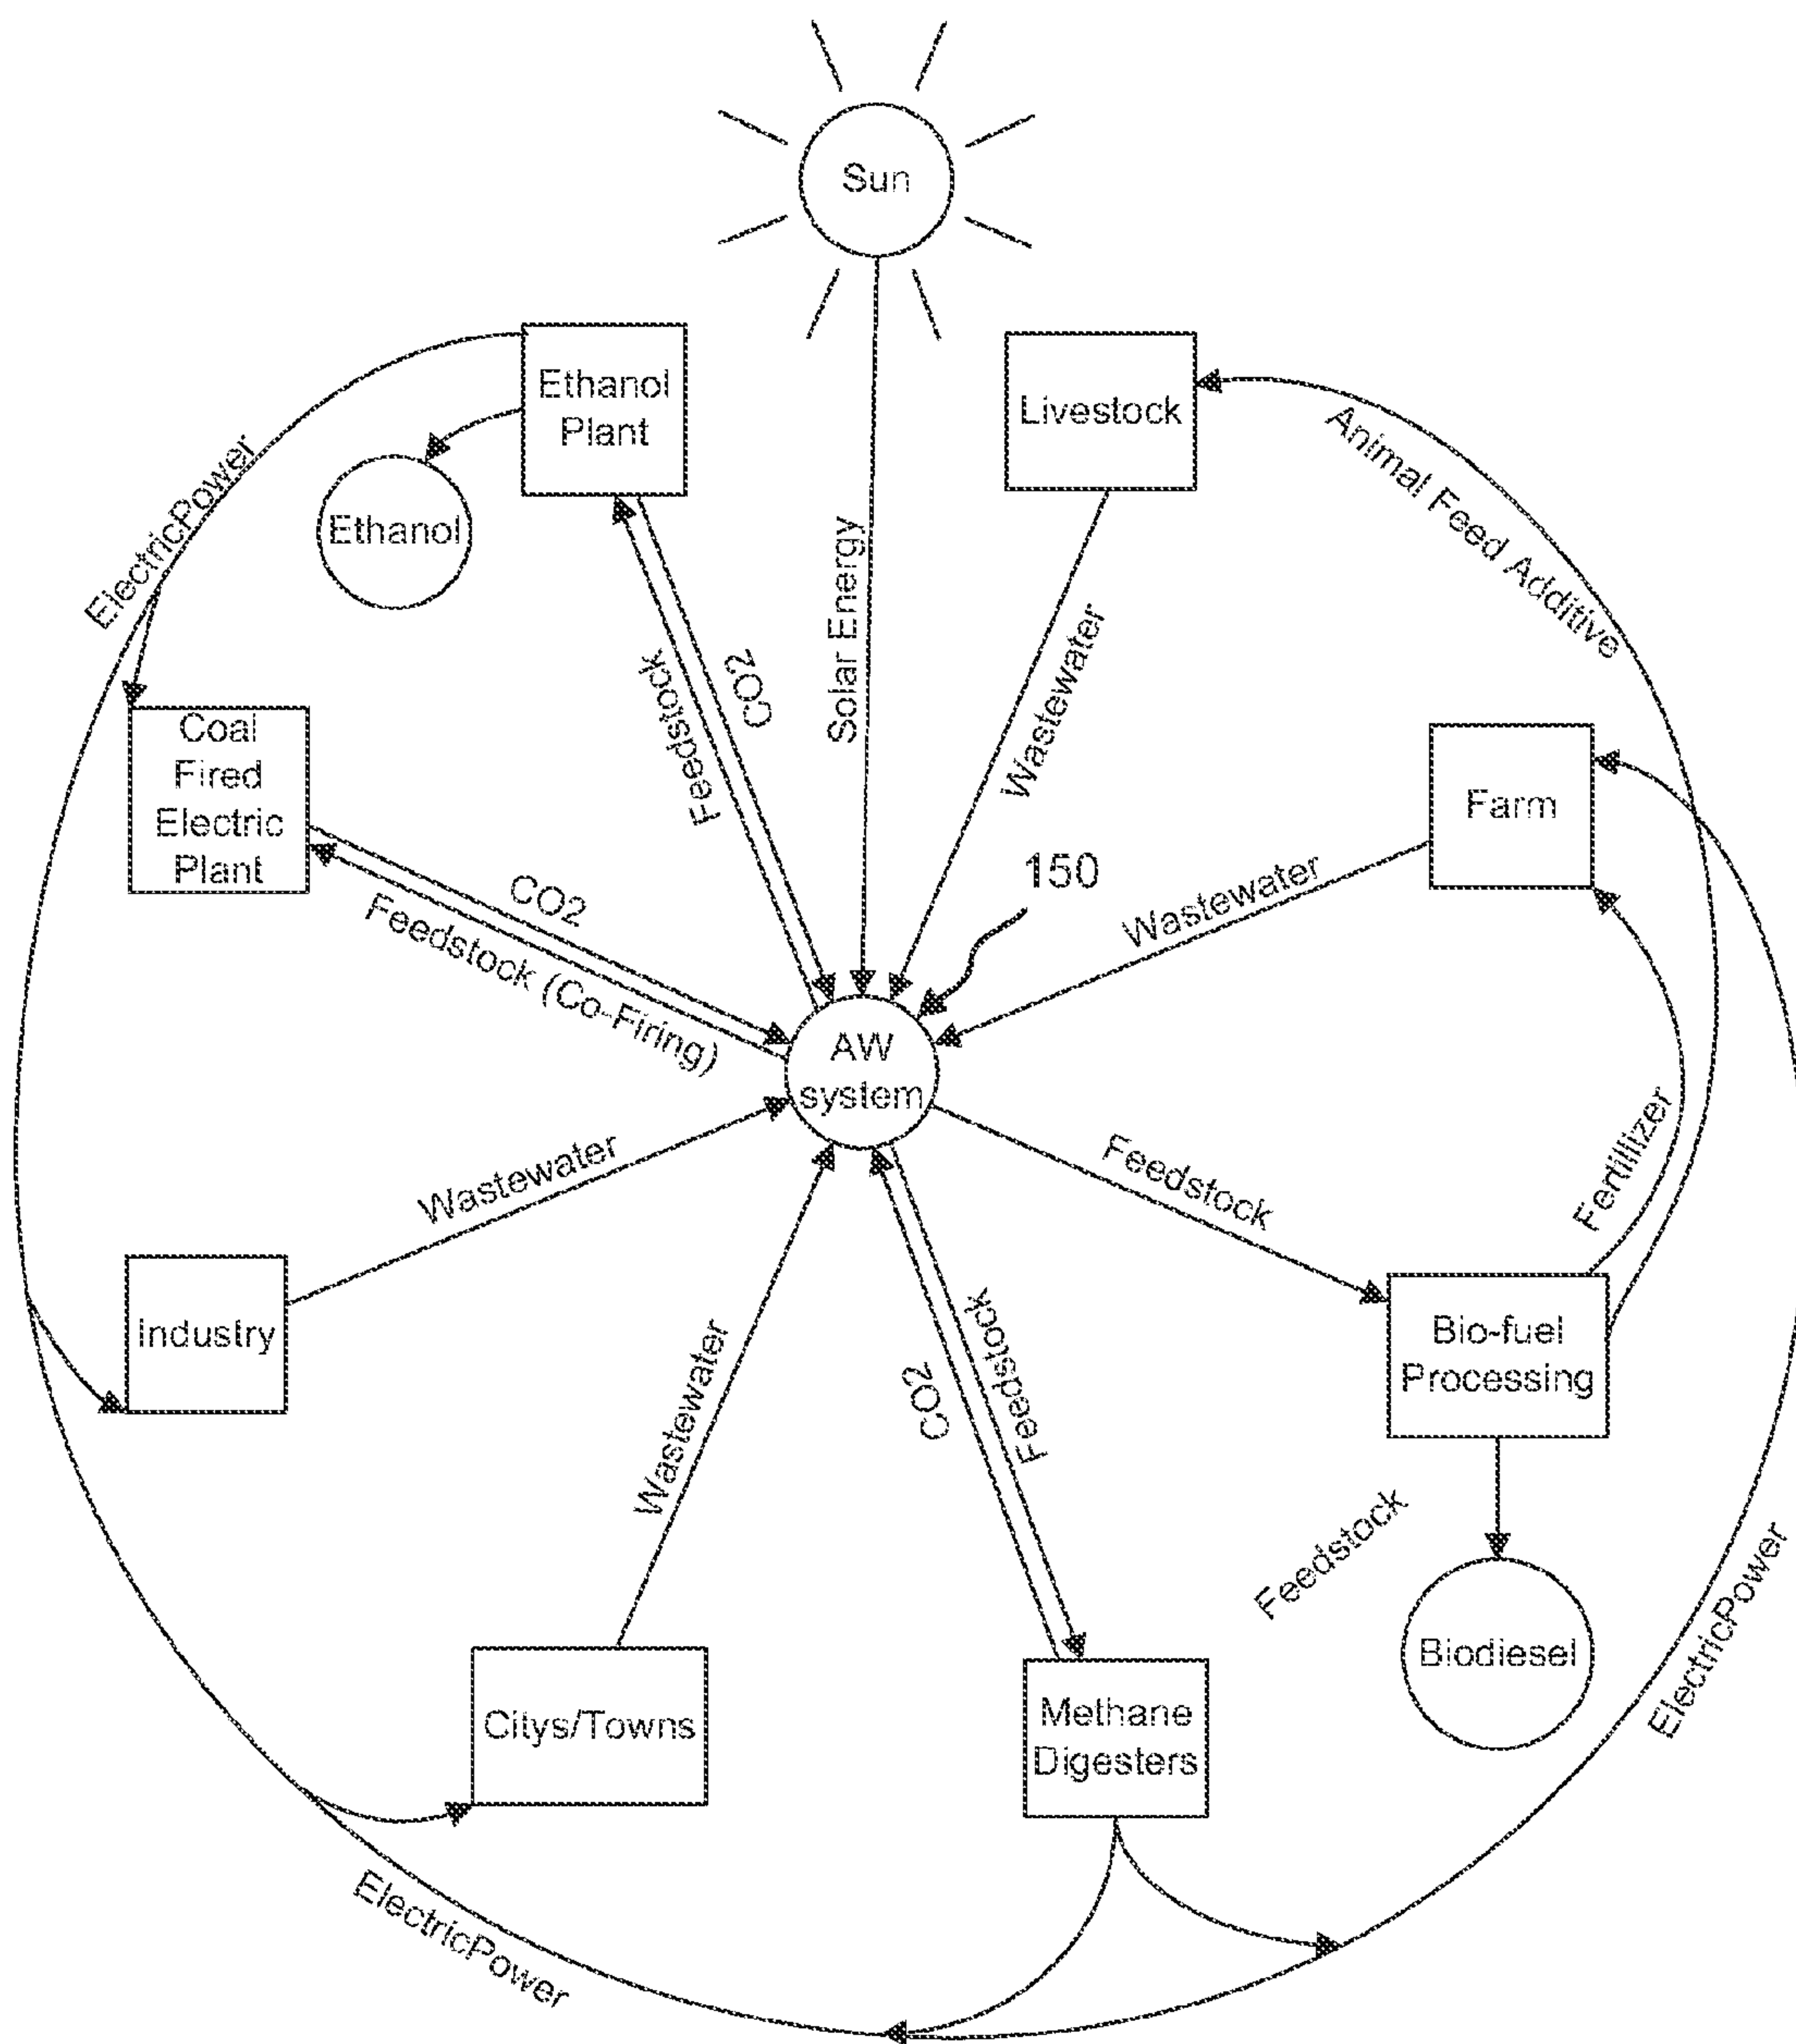 Sun
Ethanol
Plant
Livestock
Animal Feed Additive
ElectricPower
Ethanol
Solar Energy
Wastewater
Feedstock
CO2
Coal
Fired
Electric
Plant
Farm
150
CO2
Feedstock (Co-Firing)
Wastewater
AW
system
Wastewater
Feedstock
Fertillizer
Industry
Bio-fuel
Processing
Wastewater
CO2
Feedstock
Feedstock
Biodiesel
ElectricPower
Citys/Towns
Methane
Digesters
ElectricPower